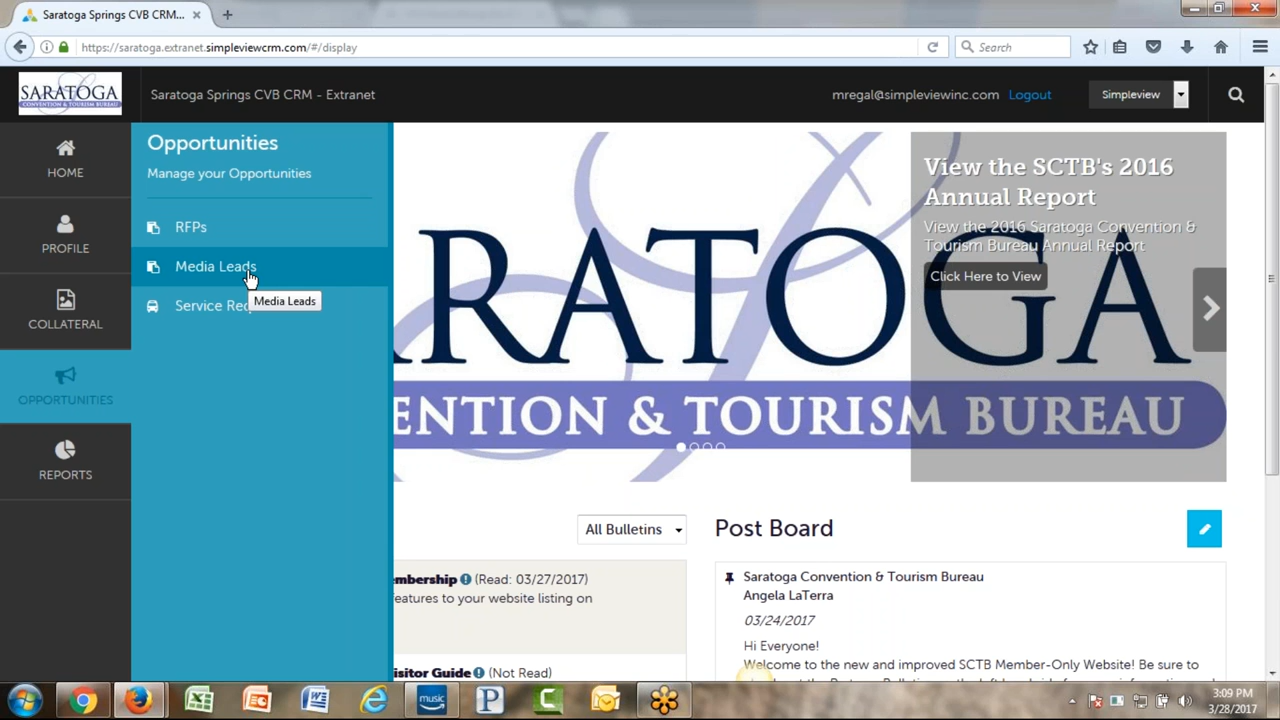 Saratoga Springs CVB CRM...
https://saratoga.extranet.simpleviewcrm.com/#/display
Search
SARATOGA
CONVENTION & TOURISM BUREAU
Saratoga Springs CVB CRM - Extranet
mregal@simpleviewinc.com Logout
Simpleview
HOME
PROFILE
COLLATERAL
OPPORTUNITIES
REPORTS
Opportunities
Manage your Opportunities
RFPs
Media Leads
Service Req
Media Leads
RATOGA
ENTION & TOURISM BUREAU
View the SCTB's 2016
Annual Report
View the 2016 Saratoga Convention &
Tourism Bureau Annual Report
Click Here to View
All Bulletins
mbership (Read: 03/27/2017)
features to your website listing on
isitor Guide (Not Read)
Post Board
Saratoga Convention & Tourism Bureau
Angela LaTerra
03/24/2017
Hi Everyone!
Welcome to the new and improved SCTB Member-Only Website! Be sure to
music
3:09 PM
3/28/2017